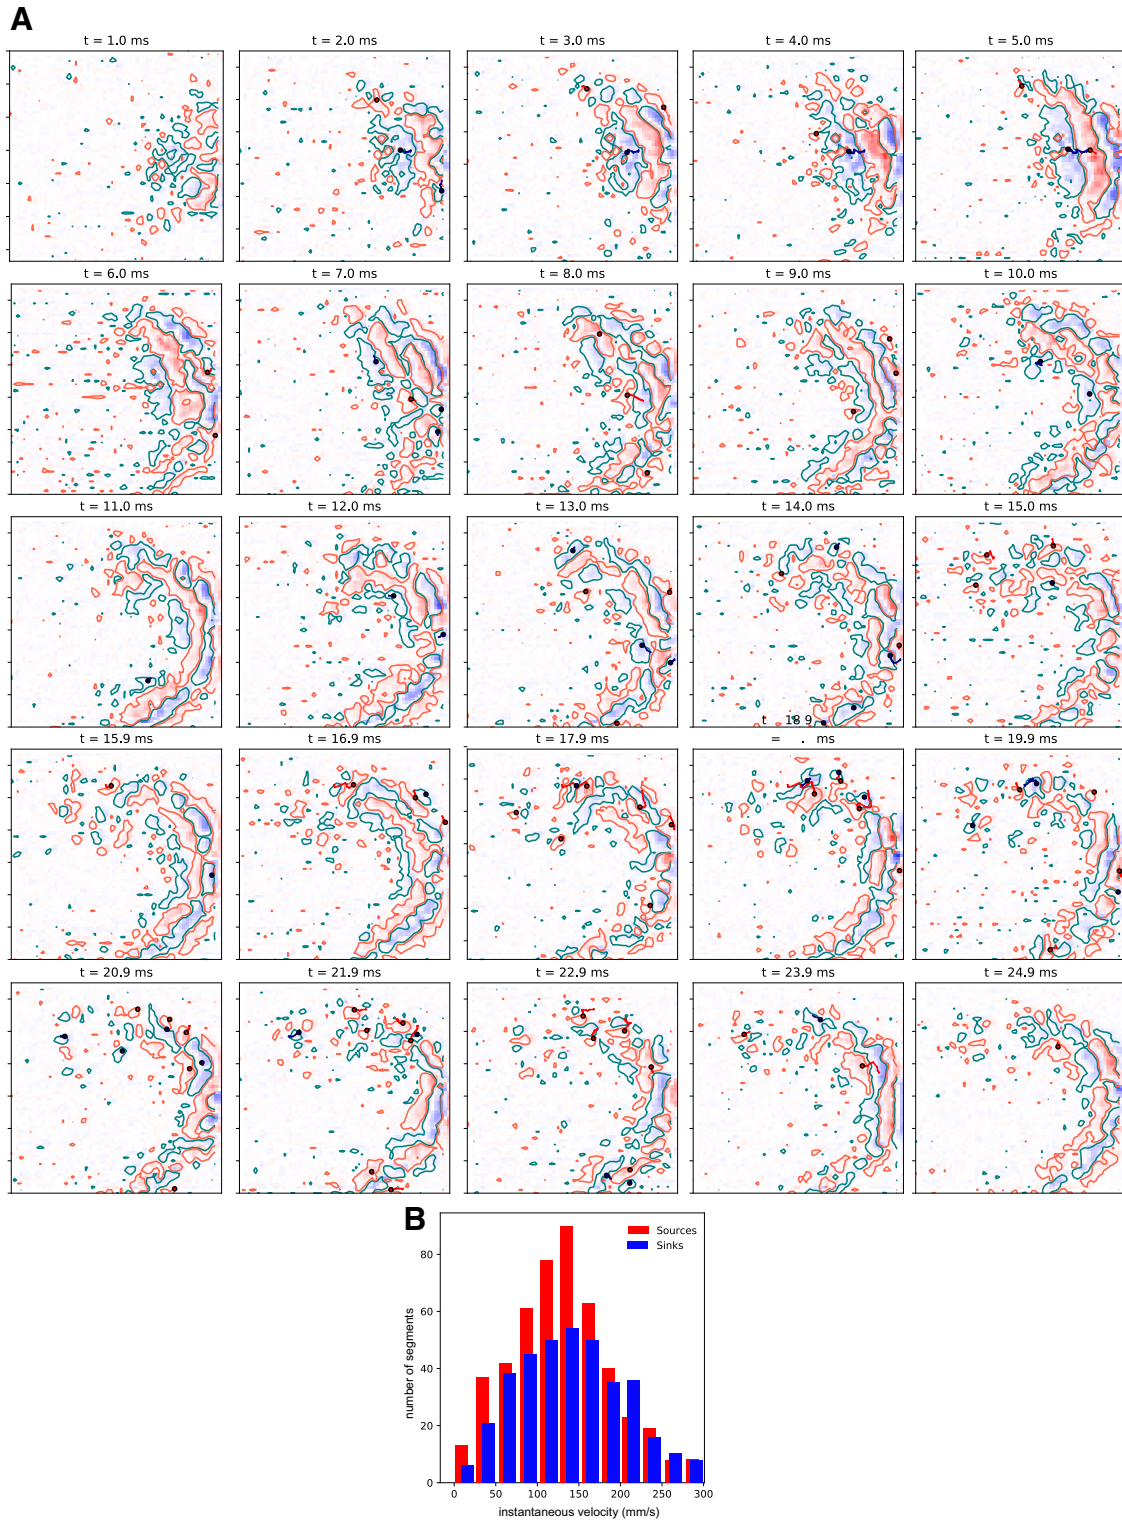 A
t = 1.0 ms t = 2.0 ms t = 3.0 ms t = 4.0 ms t = 5.0 ms
t = 6.0 ms t = 7.0 ms t = 8.0 ms t = 9.0 ms t = 10.0 ms
t = 11.0 ms t = 12.0 ms t = 13.0 ms t = 14.0 ms t = 15.0 ms
t 18 9
t = 15.9 ms t = 16.9 ms t = 17.9 ms = . ms t = 19.9 ms
t = 20.9 ms t = 21.9 ms t = 22.9 ms t = 23.9 ms t = 24.9 ms
B
Sources
Sinks
80
60
40
20
0
number of segments
0 50 100 150 200 250 300
instantaneous velocity (mm/s)